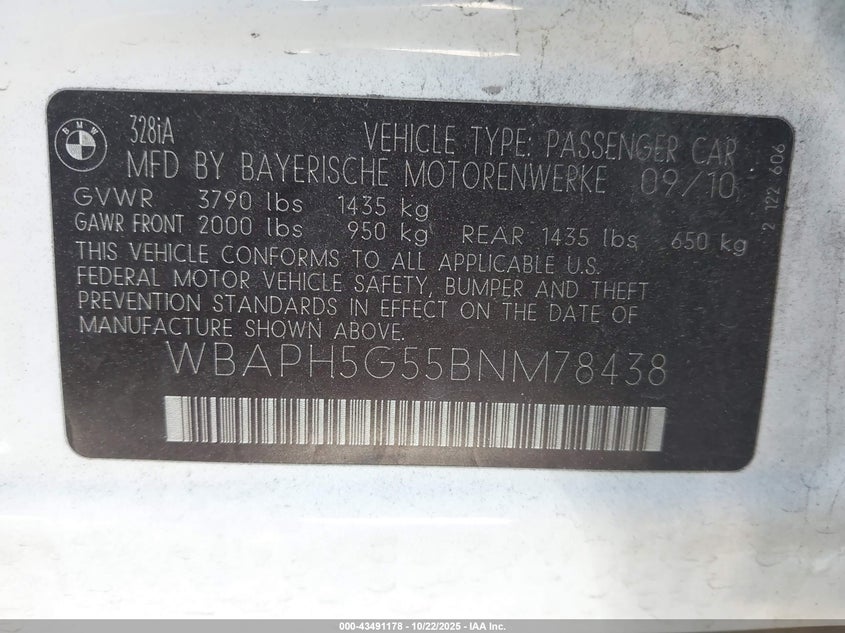 BMW
328iA
VEHICLE TYPE: PASSENGER CAR
MFD BY BAYERISCHE MOTORENWERKE 09/10
GVWR 3790 lbs 1435 kg
GAWR FRONT 2000 lbs 950 kg REAR 1435 lbs 650 kg
THIS VEHICLE CONFORMS TO ALL APPLICABLE U.S.
FEDERAL MOTOR VEHICLE SAFETY, BUMPER AND THEFT
PREVENTION STANDARDS IN EFFECT ON THE DATE OF
MANUFACTURE SHOWN ABOVE.
WBAPH5G55BNM78438
2 122 606
000-43491178 - 10/22/2025 - IAA Inc.